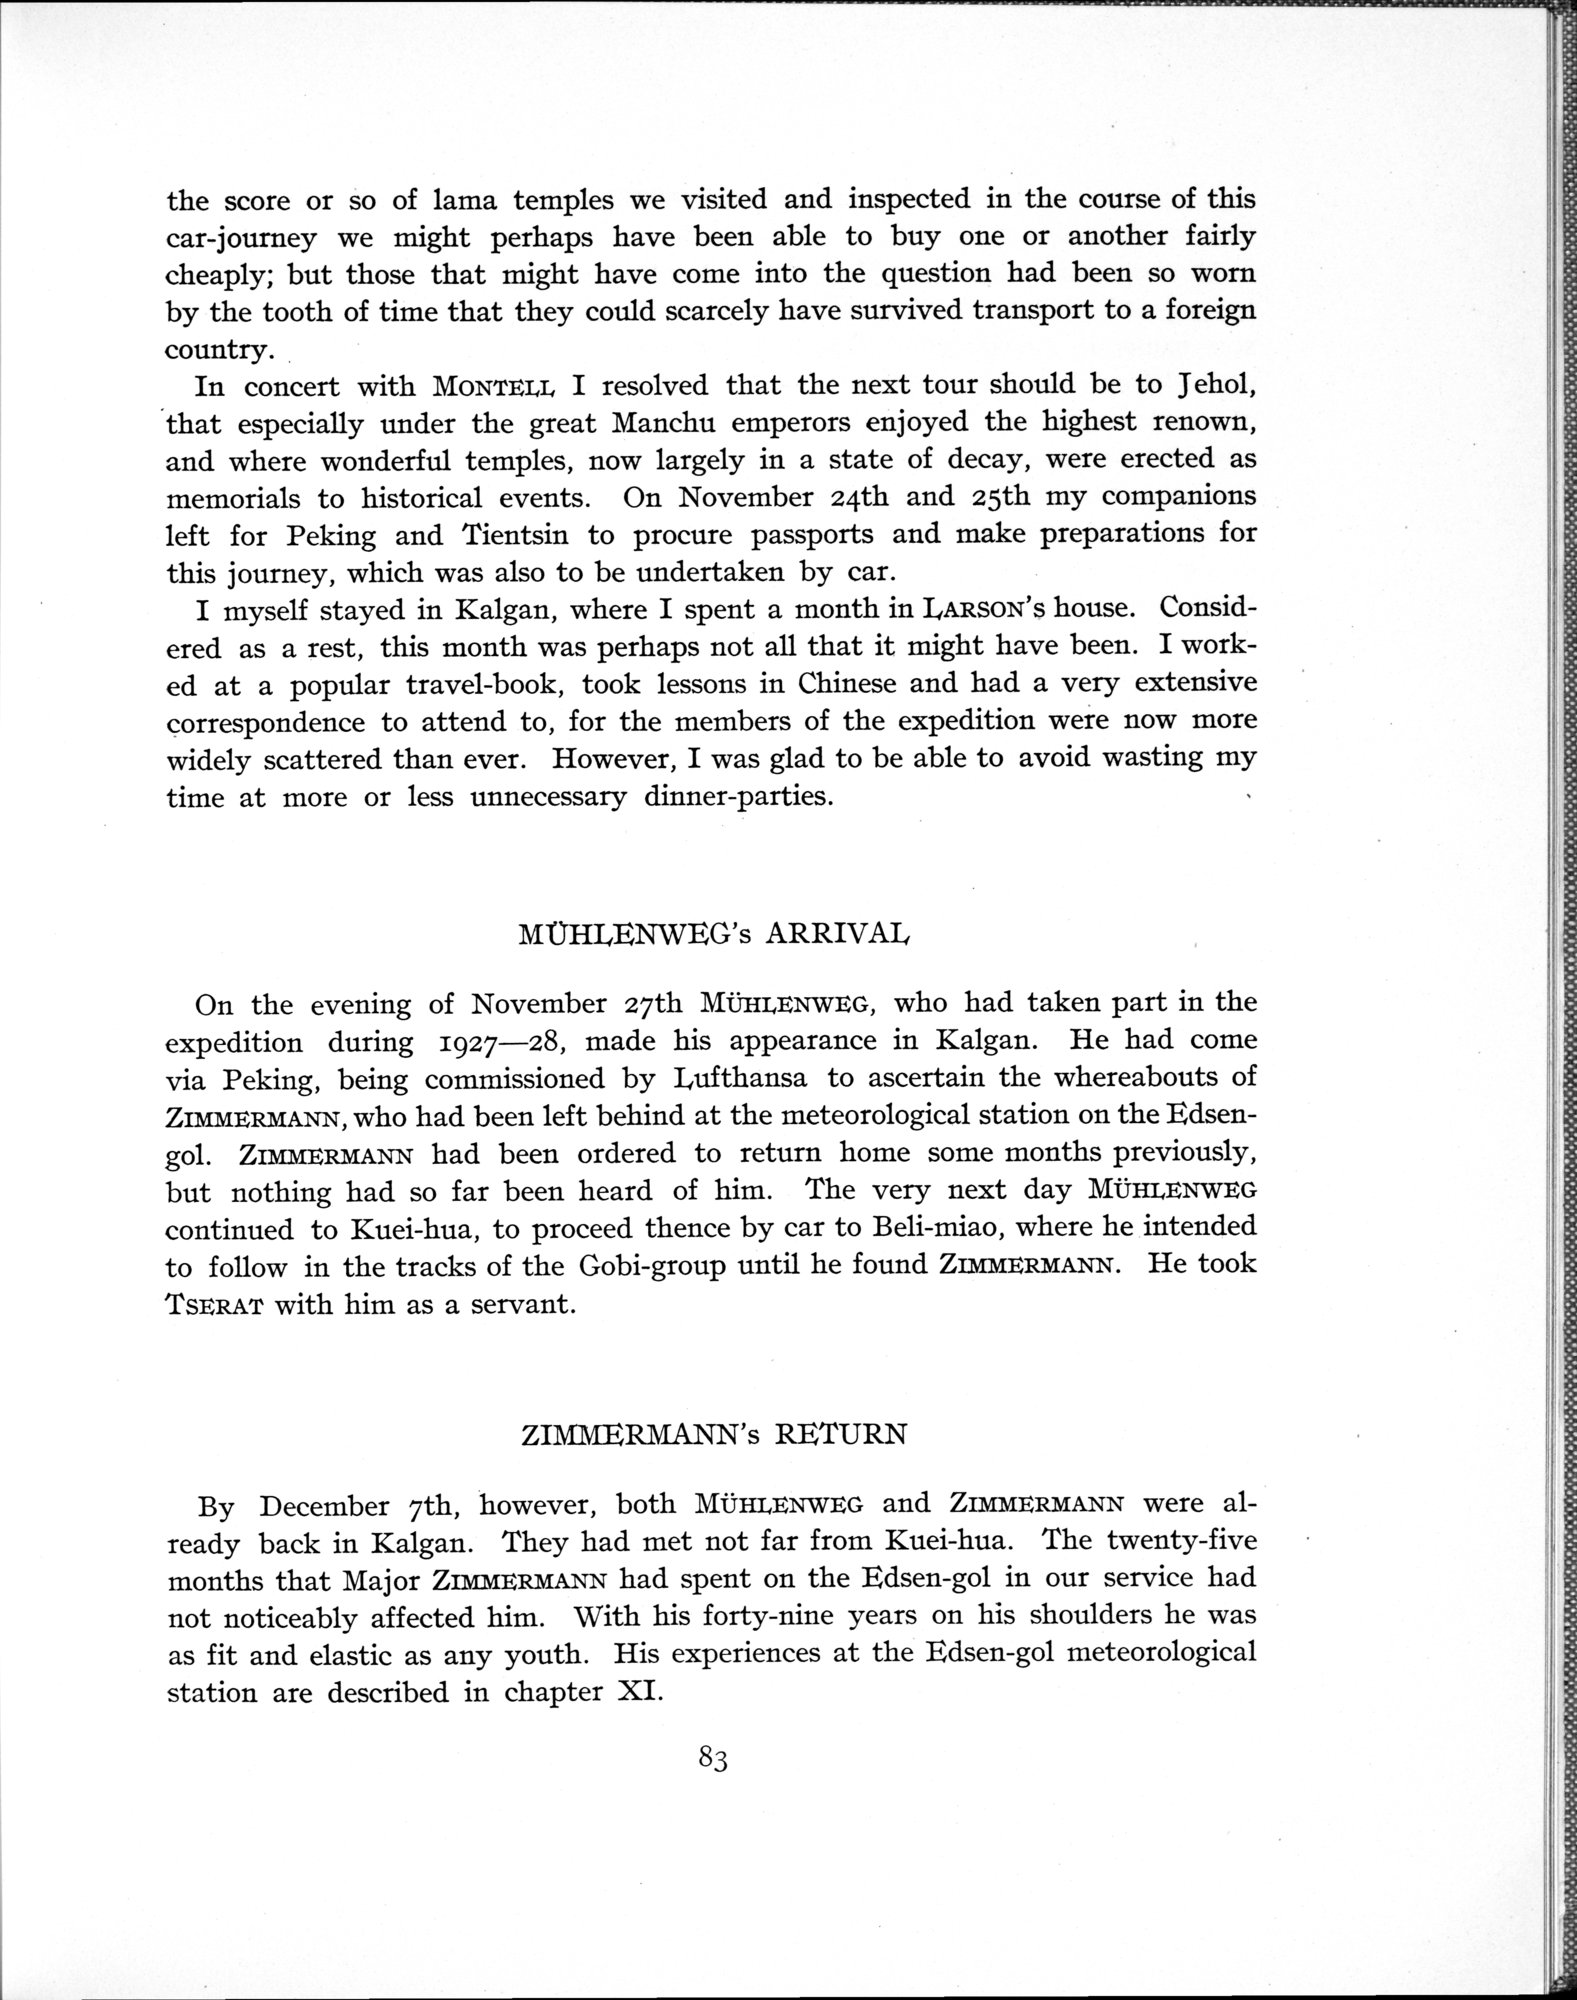 the score or so of lama temples we visited and inspected in the course of this
car-journey we might perhaps have been able to buy one or another fairly
cheaply; but those that might have come into the question had been so worn
by the tooth of time that they could scarcely have survived transport to a foreign
country.
In concert with MONTELL I resolved that the next tour should be to Jehol,
that especially under the great Manchu emperors enjoyed the highest renown,
and where wonderful temples, now largely in a state of decay, were erected as
memorials to historical events. On November 24th and 25th my companions
left for Peking and Tientsin to procure passports and make preparations for
this journey, which was also to be undertaken by car.
I myself stayed in Kalgan, where I spent a month in LARSON's house. Consid-
ered as a rest, this month was perhaps not all that it might have been. I work-
ed at a popular travel-book, took lessons in Chinese and had a very extensive
correspondence to attend to, for the members of the expedition were now more
widely scattered than ever. However, I was glad to be able to avoid wasting my
time at more or less unnecessary dinner-parties.
MÜHLENWEG's ARRIVAL
On the evening of November 27th MÜHLENWEG, who had taken part in the
expedition during 1927—28, made his appearance in Kalgan. He had come
via Peking, being commissioned by Lufthansa to ascertain the whereabouts of
ZIMMERMANN, who had been left behind at the meteorological station on the Edsen-
gol. ZIMMERMANN had been ordered to return home some months previously,
but nothing had so far been heard of him. The very next day MÜHLENWEG
continued to Kuei-hua, to proceed thence by car to Beli-miao, where he intended
to follow in the tracks of the Gobi-group until he found ZIMMERMANN. He took
TSERAT with him as a servant.
ZIMMERMANN's RETURN
By December 7th, however, both MÜHLENWEG and ZIMMERMANN were al-
ready back in Kalgan. They had met not far from Kuei-hua. The twenty-five
months that Major ZIMMERMANN had spent on the Edsen-gol in our service had
not noticeably affected him. With his forty-nine years on his shoulders he was
as fit and elastic as any youth. His experiences at the Edsen-gol meteorological
station are described in chapter XI.
83